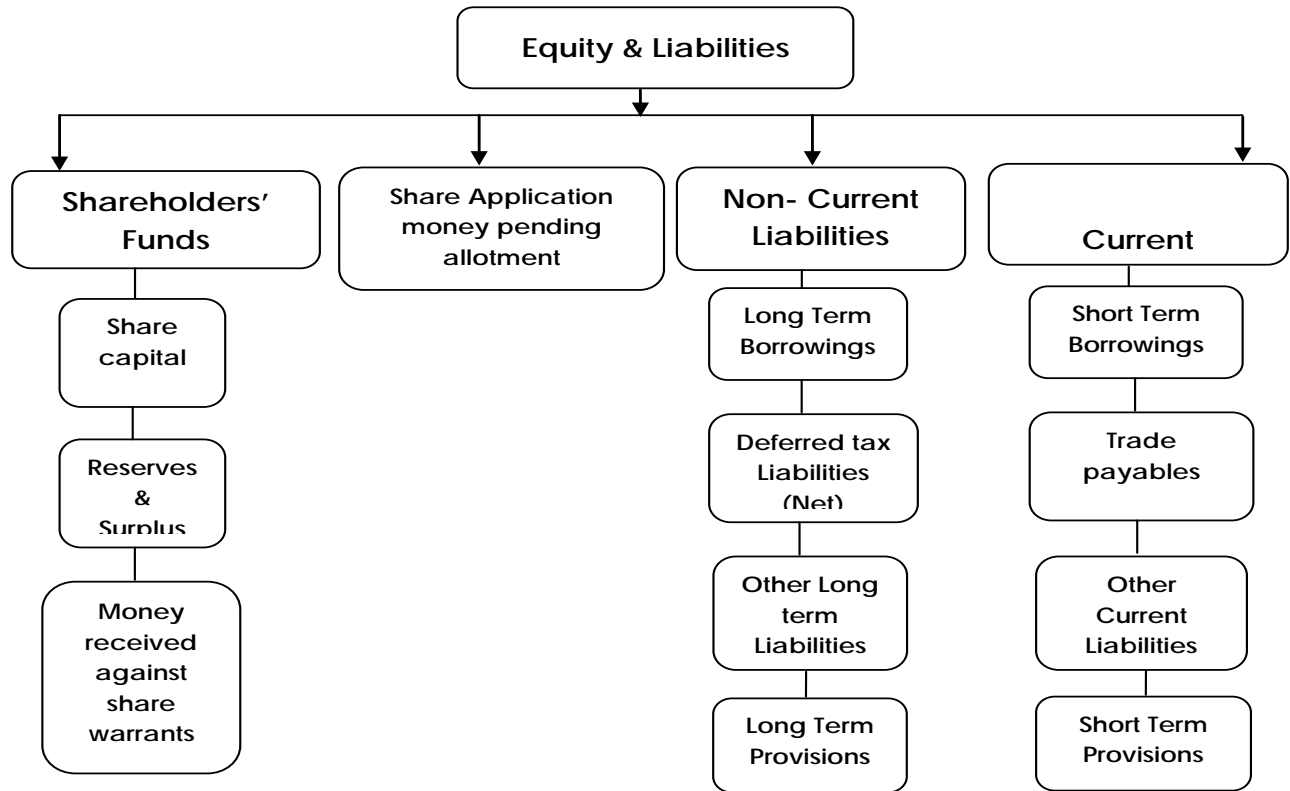 Equity & Liabilities
Shareholders’
Funds
Share
capital
Reserves
&
Surplus
Money
received
against
share
warrants
Share Application
money pending
allotment
Non- Current
Liabilities
Long Term
Borrowings
Deferred tax
Liabilities
(Net)
Other Long
term
Liabilities
Long Term
Provisions
Current
Short Term
Borrowings
Trade
payables
Other
Current
Liabilities
Short Term
Provisions